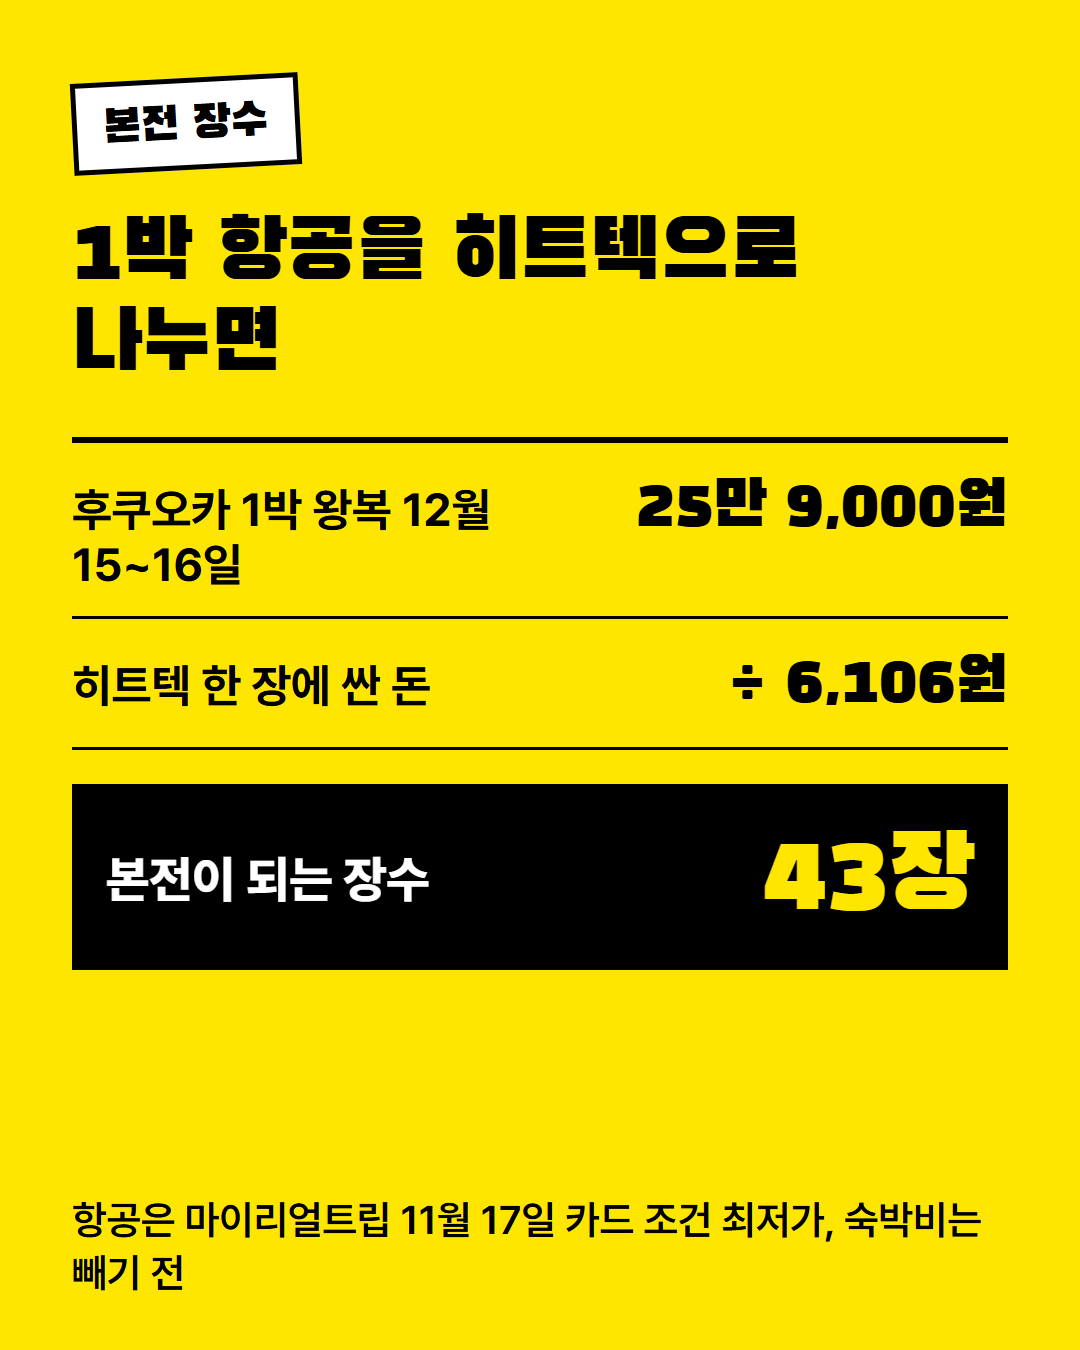 본전 장수
1박 항공을 히트텍으로
나누면
후쿠오카 1박 왕복 12월
15~16일
25만 9,000원
히트텍 한 장에 싼 돈
÷ 6,106원
본전이 되는 장수
43장
항공은 마이리얼트립 11월 17일 카드 조건 최저가, 숙박비는
빼기 전